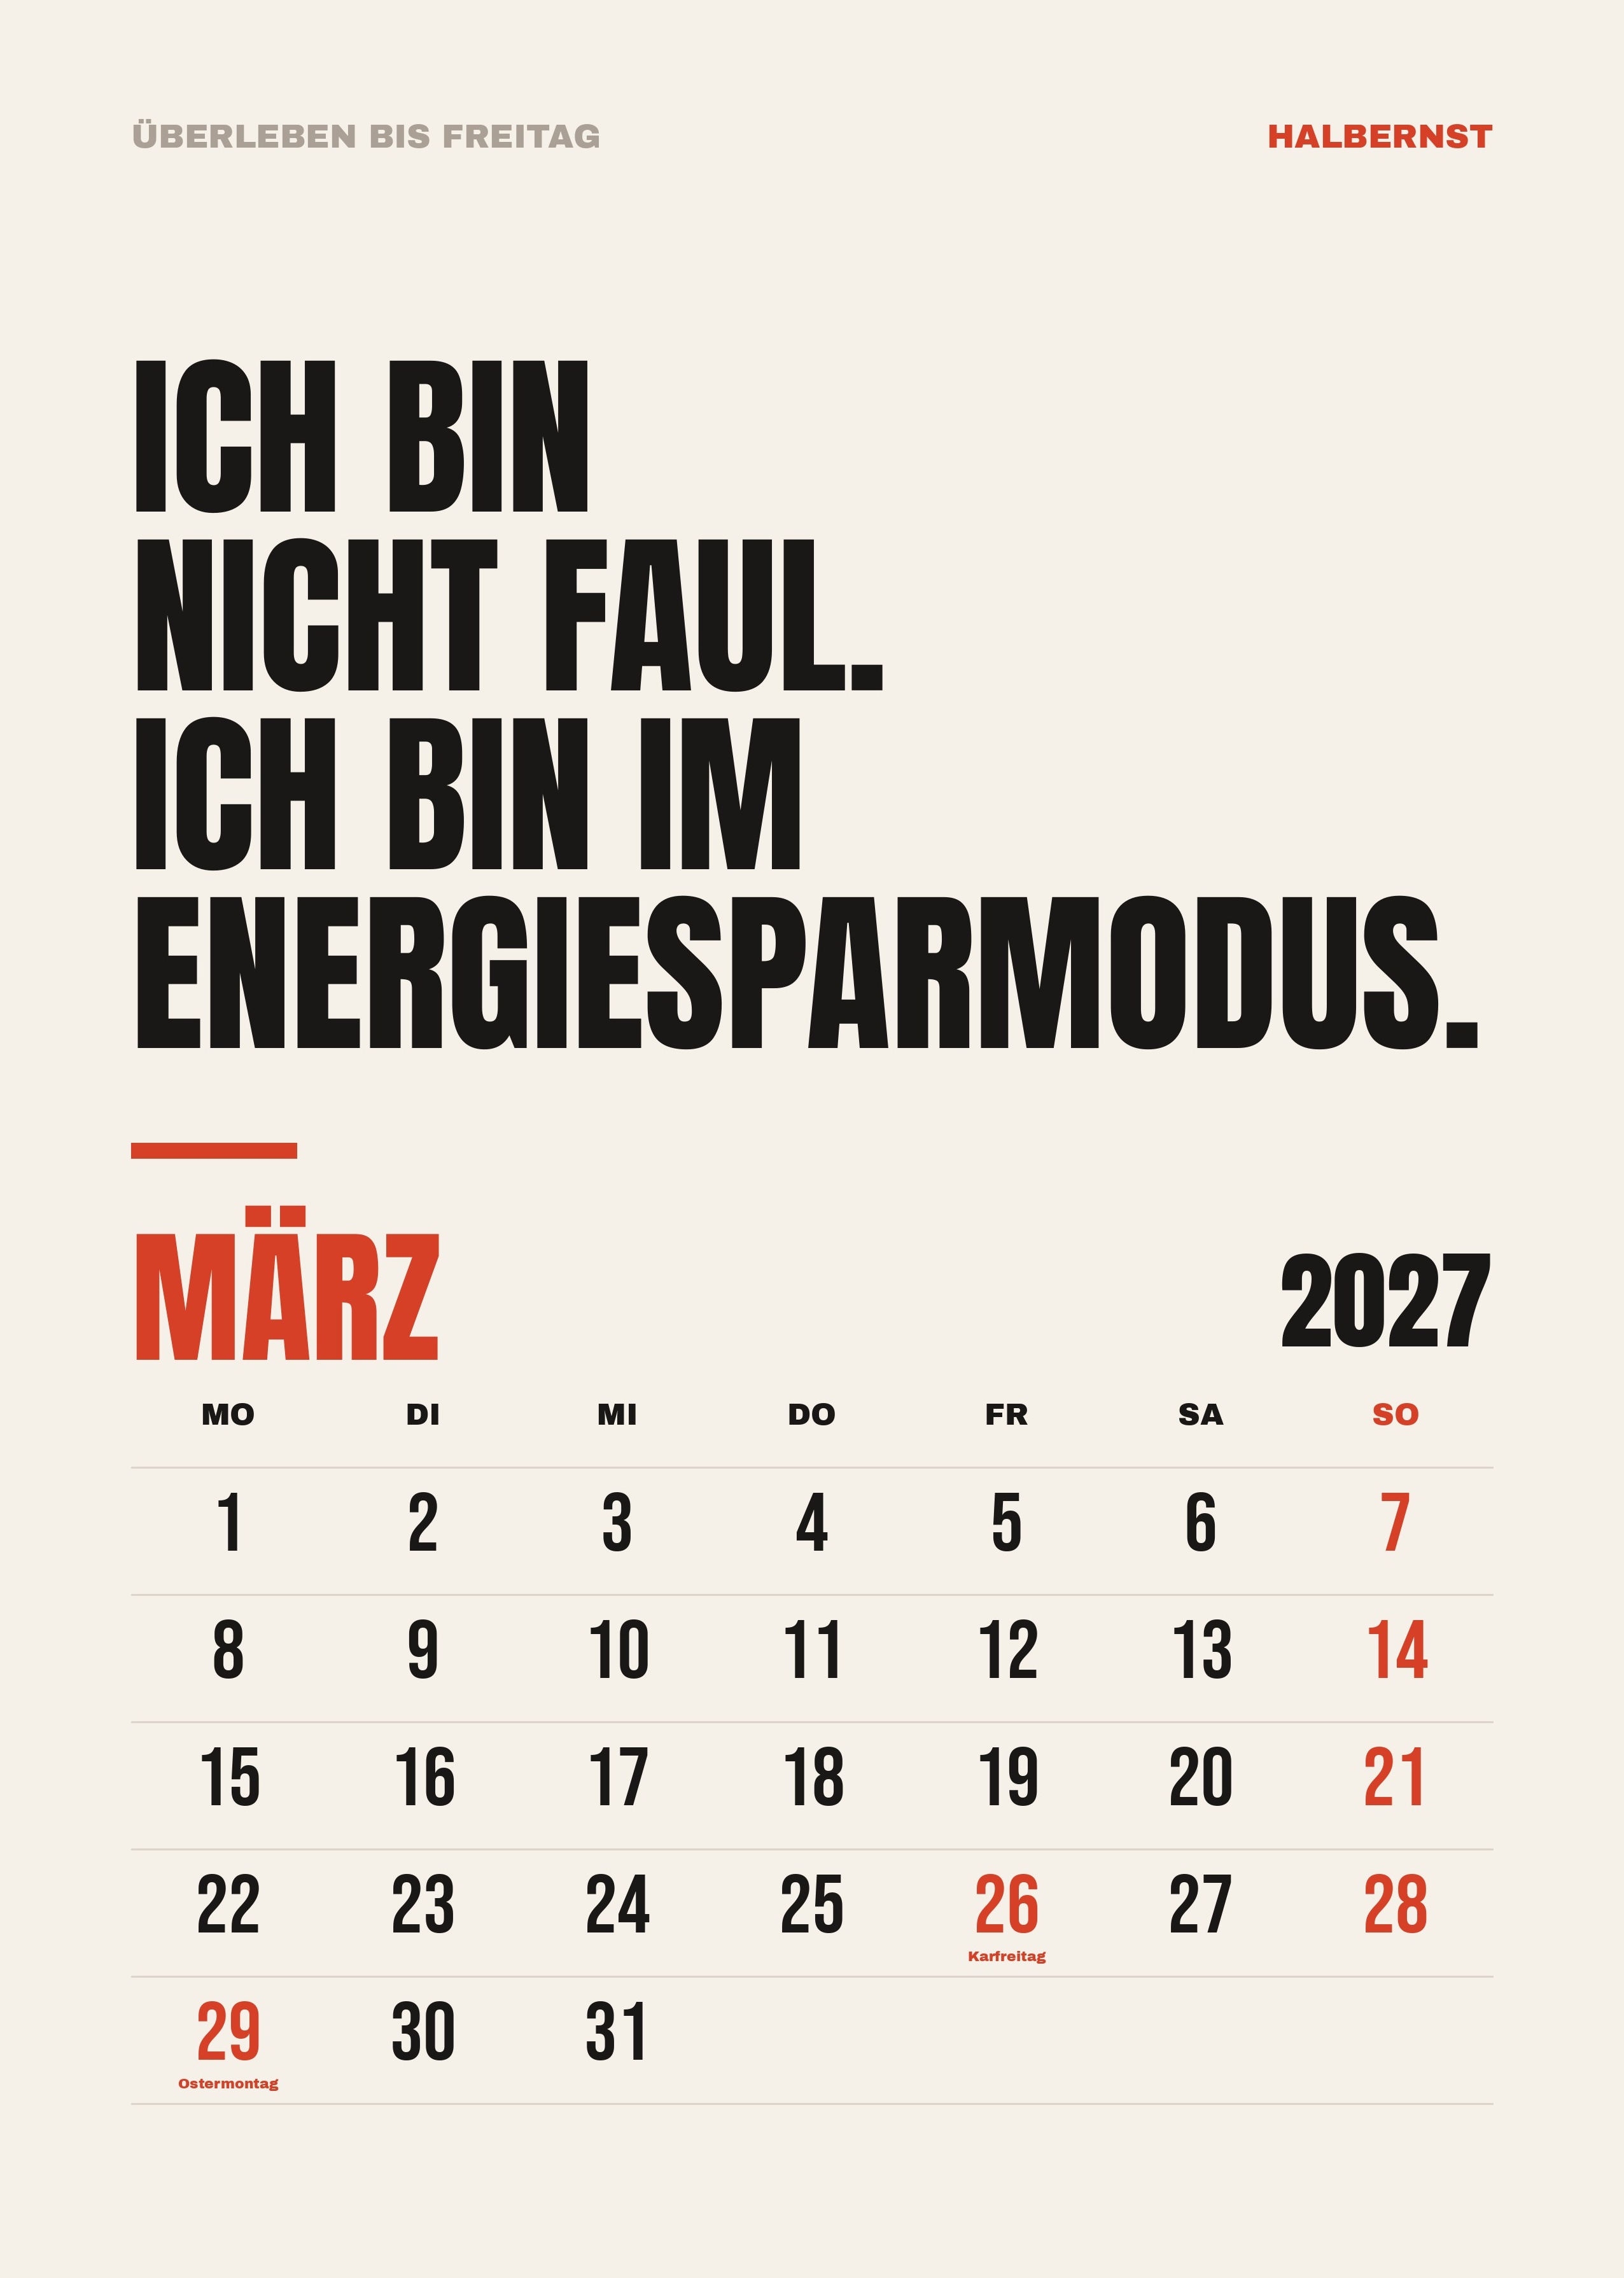 ÜBERLEBEN BIS FREITAG HALBERNST
ICH BIN
NICHT FAUL.
ICH BIN IM
ENERGIESPARMODUS.
MÄRZ 2027
MO DI MI DO FR SA SO
1 2 3 4 5 6 7
8 9 10 11 12 13 14
15 16 17 18 19 20 21
22 23 24 25 26 27 28
Karfreitag
29 30 31
Ostermontag